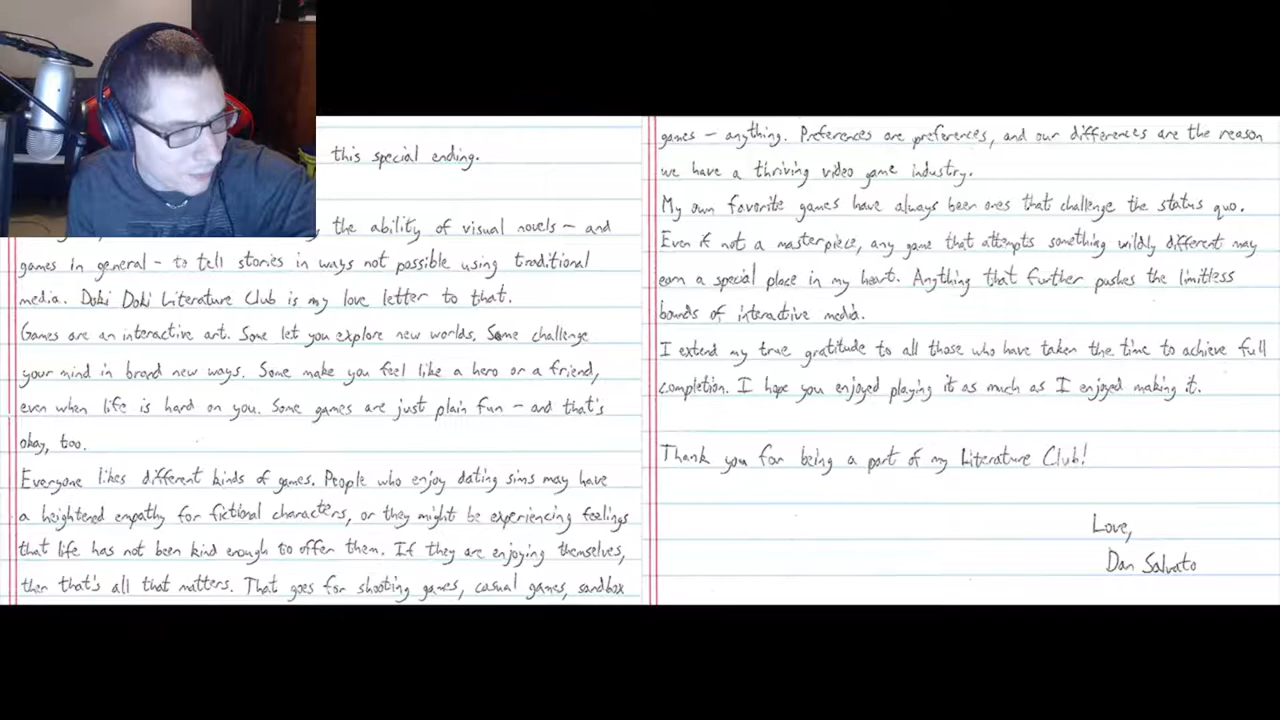 this special ending.
the ability of visual novels – and
games in general – to tell stories in ways not possible using traditional
media. Doki Doki Literature Club is my love letter to that.
Games are an interactive art. Some let you explore new worlds. Some challenge
your mind in brand new ways. Some make you feel like a hero or a friend,
even when life is hard on you. Some games are just plain fun – and that's
okay, too.
Everyone likes different kinds of games. People who enjoy dating sims may have
a heightened empathy for fictional characters, or they might be experiencing feelings
that life has not been kind enough to offer them. If they are enjoying themselves,
then that's all that matters. That goes for shooting games, casual games, sandbox
games – anything. Preferences are preferences, and our differences are the reason
we have a thriving video game industry.
My own favorite games have always been ones that challenge the status quo.
Even if not a masterpiece, any game that attempts something wildly different may
earn a special place in my heart. Anything that further pushes the limitless
bounds of interactive media.
I extend my true gratitude to all those who have taken the time to achieve full
completion. I hope you enjoyed playing it as much as I enjoyed making it.
Thank you for being a part of my Literature Club!
Love,
Dan Salvato